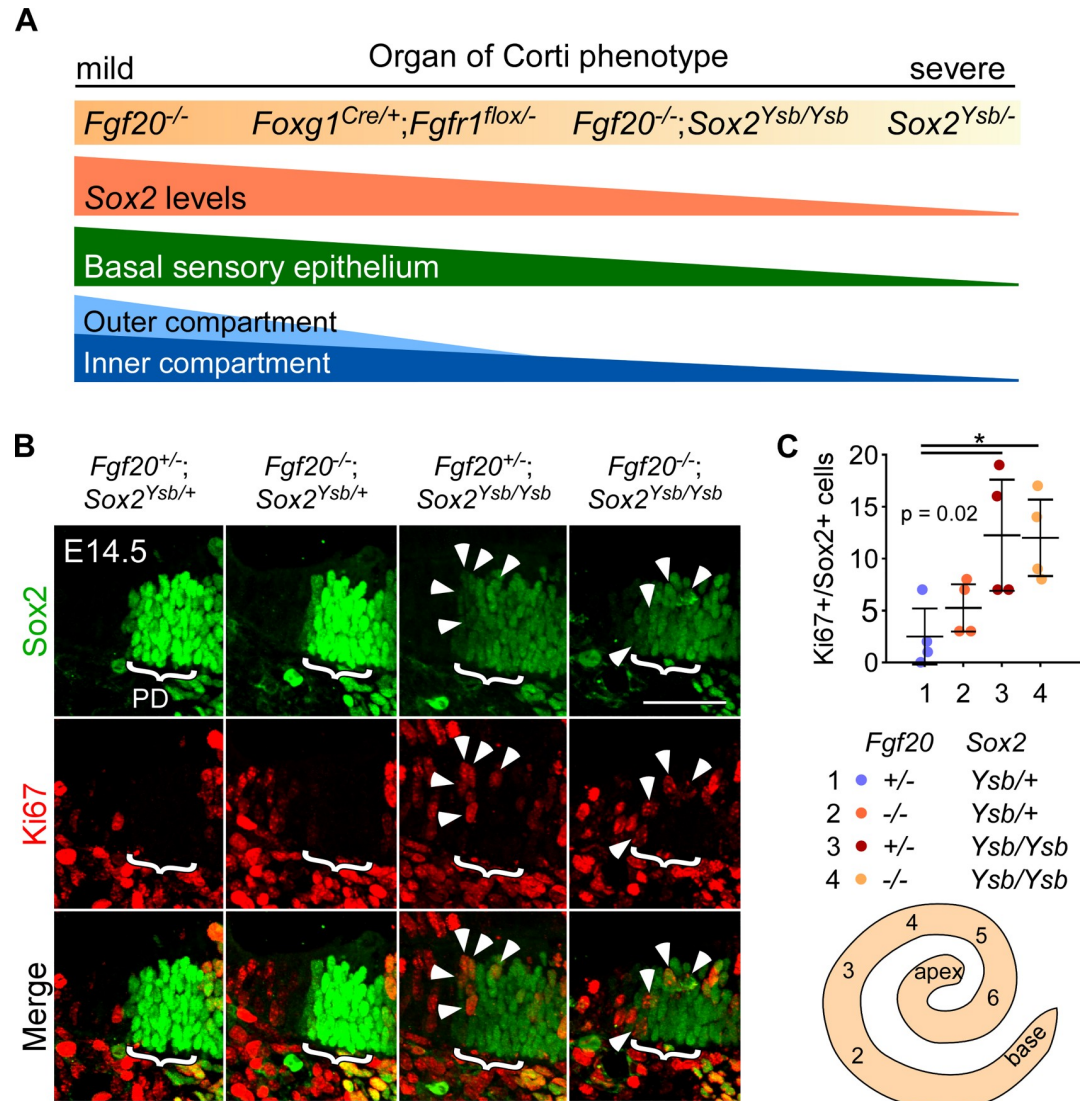 A
Organ of Corti phenotype
mild severe
Fgf20-/- Foxg1Cre/+;Fgfr1flox/- Fgf20-/-;Sox2Ysb/Ysb Sox2Ysb/-
Sox2 levels
Basal sensory epithelium
Outer compartment
Inner compartment
B
Fgf20+/-; Fgf20-/-; Fgf20+/-; Fgf20-/-;
Sox2Ysb/+ Sox2Ysb/+ Sox2Ysb/Ysb Sox2Ysb/Ysb
E14.5
Sox2
PD
Ki67
Merge
C
*
Ki67+/Sox2+ cells
20
15
p = 0.02
10
5
0
1 2 3 4
Fgf20 Sox2
1 +/- Ysb/+
2 -/- Ysb/+
3 +/- Ysb/Ysb
4 -/- Ysb/Ysb
4
5
3
apex
6
2
base